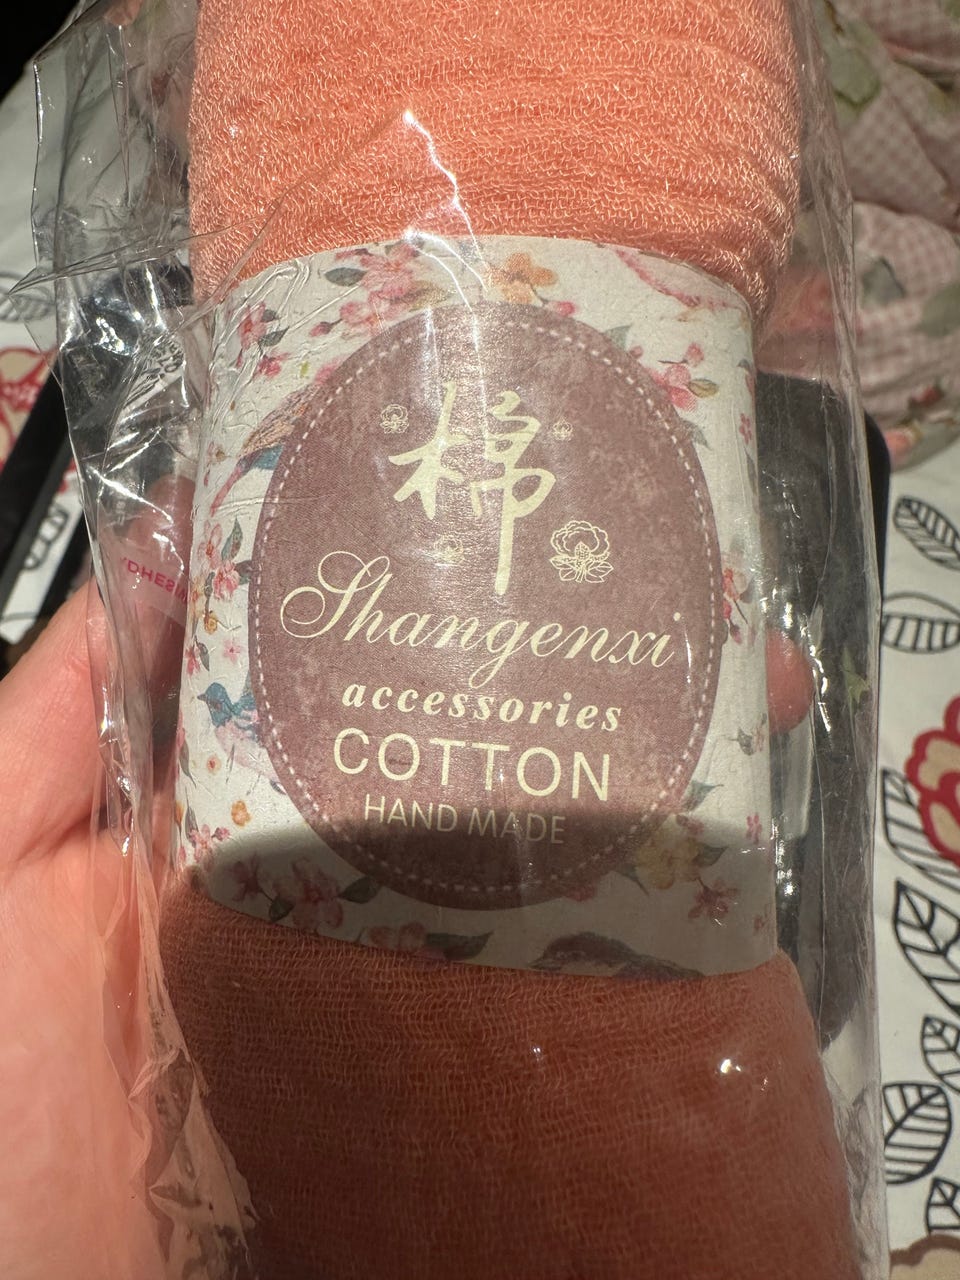 棉
Shangenxi
accessories
COTTON
HAND MADE